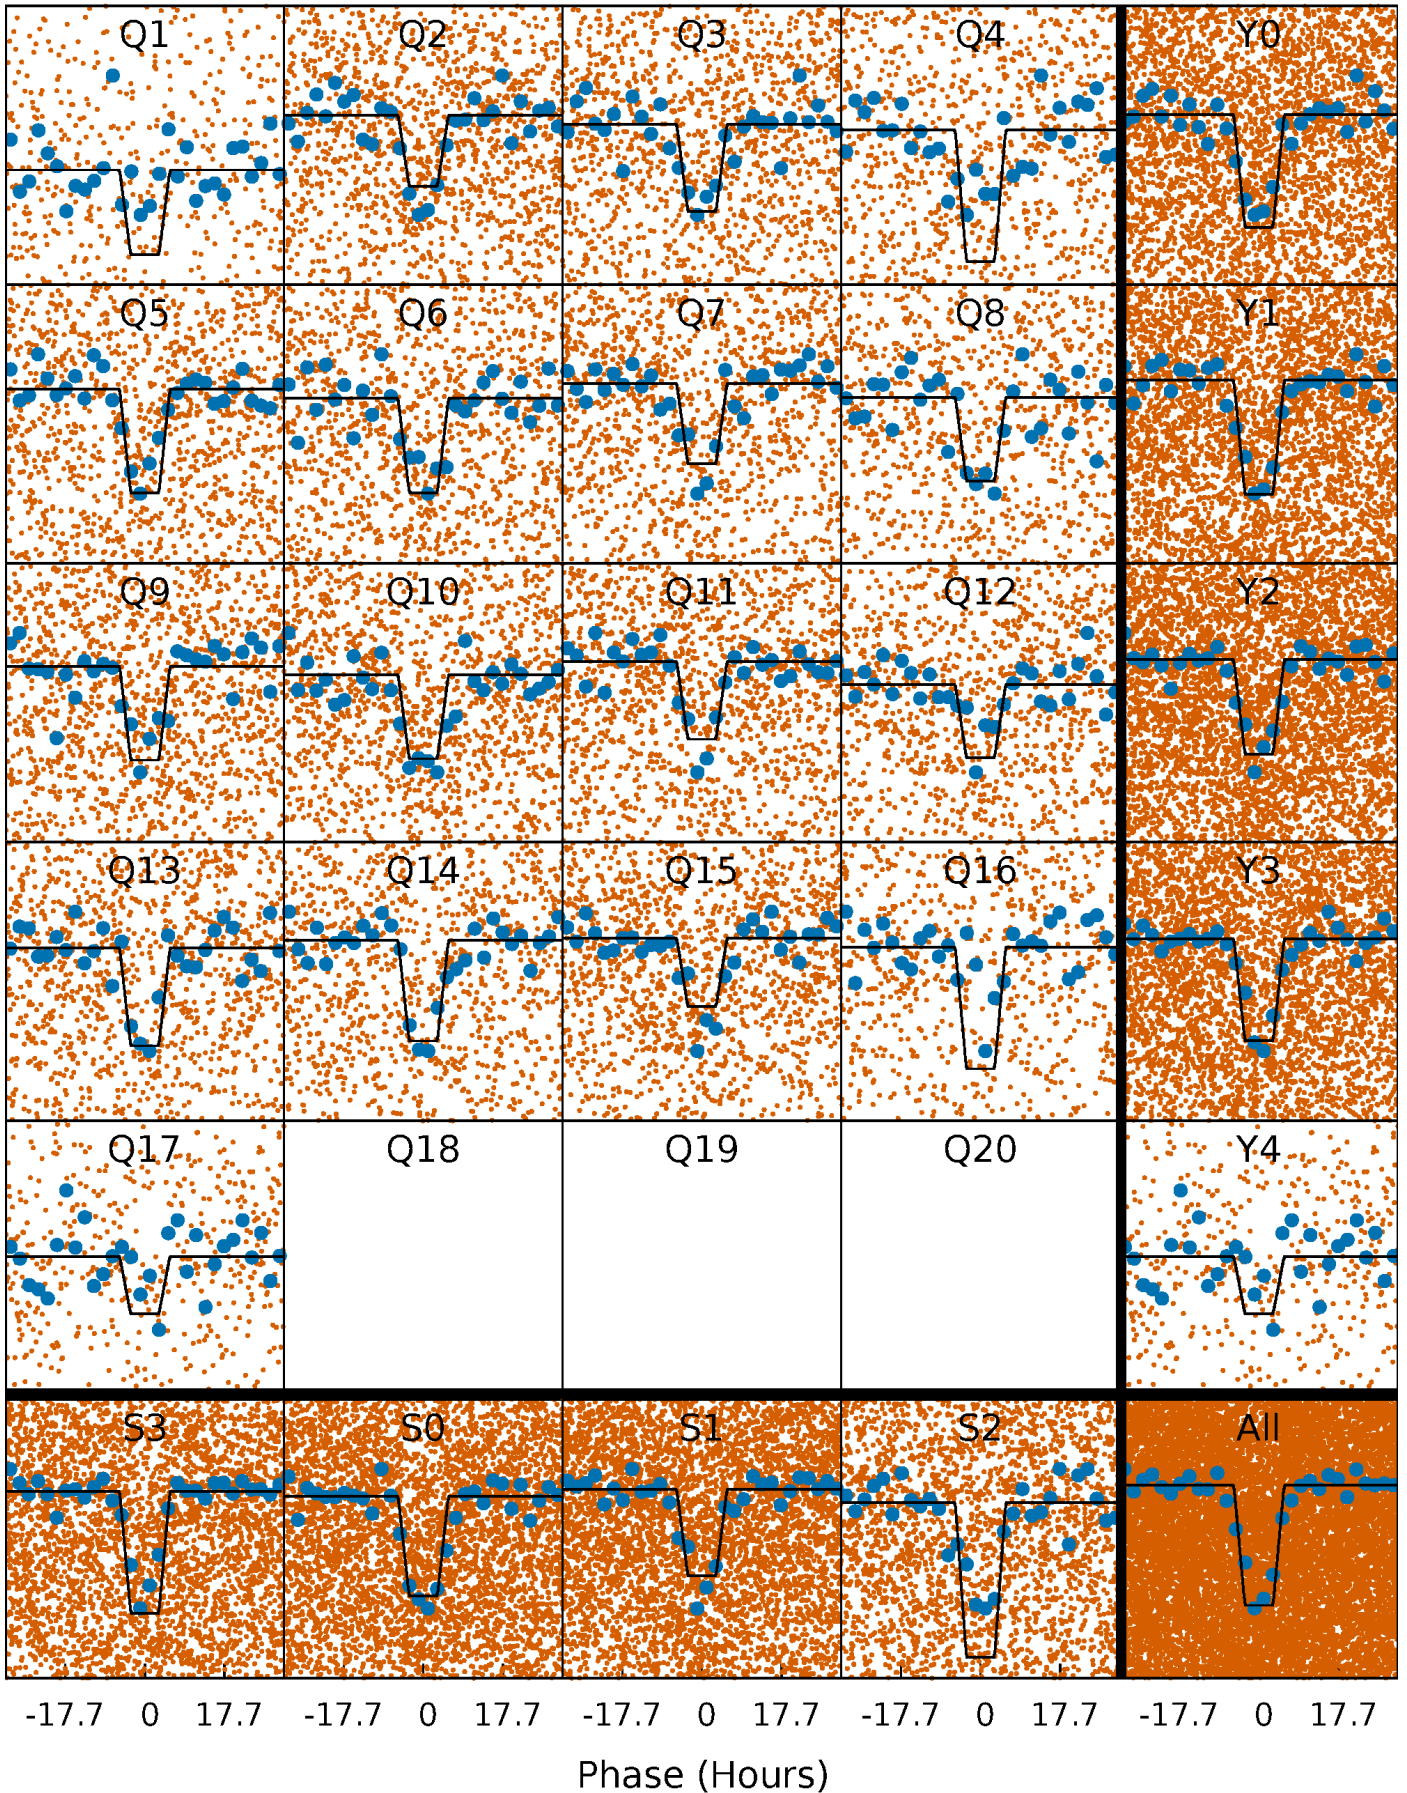 Q1 Q2 Q3 Q4 Y0
Q5 Q6 Q7 Q8 Y1
Q9 Q10 Q11 Q12 Y2
Q13 Q14 Q15 Q16 Y3
Q17 Q18 Q19 Q20 Y4
S3 S0 S1 S2 All
-17.7 0 17.7 -17.7 0 17.7 -17.7 0 17.7 -17.7 0 17.7 -17.7 0 17.7
Phase (Hours)